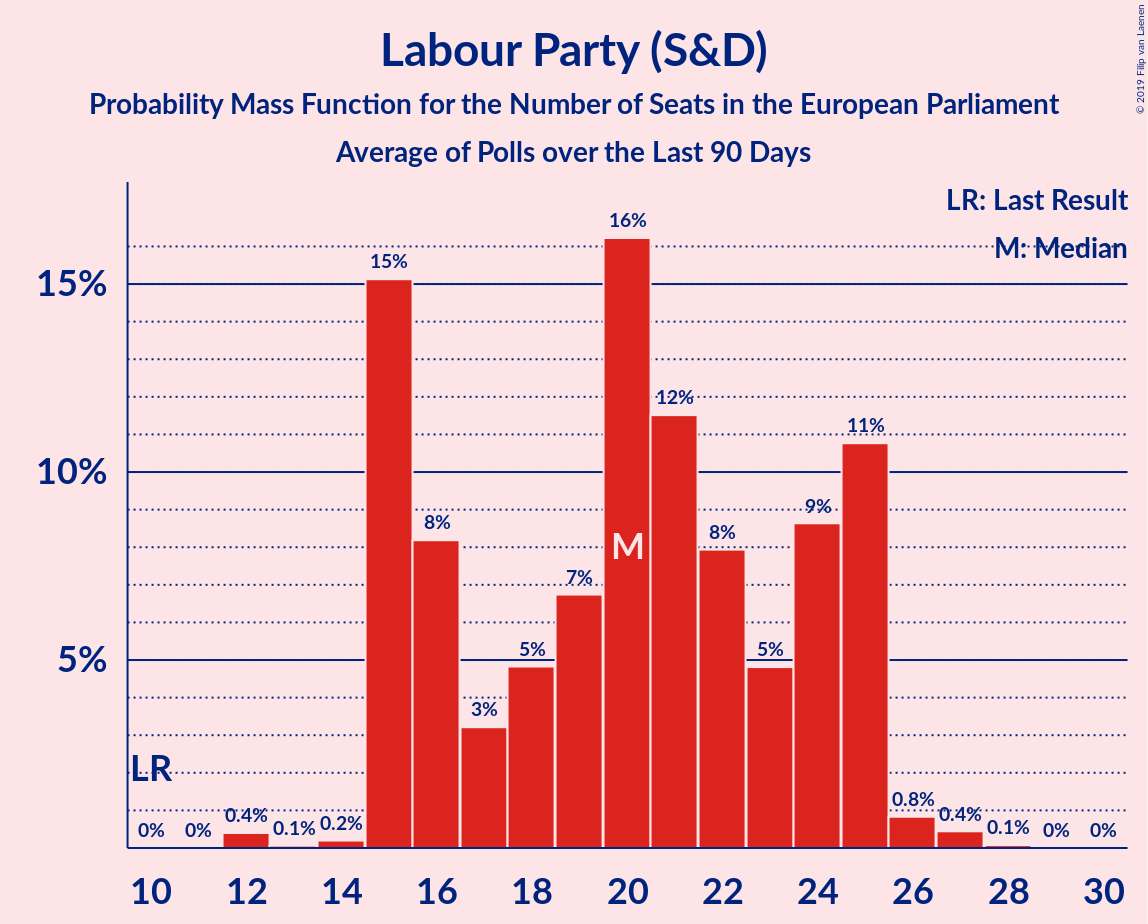 Labour Party (S&D)
Probability Mass Function for the Number of Seats in the European Parliament
Average of Polls over the Last 90 Days
© 2019 Filip van Laenen
LR: Last Result
M: Median
15%
10%
5%
16%
15%
12%
11%
9%
8%
8%
7%
5%
5%
3%
M
LR
0%
0%
0.4%
0.1%
0.2%
0.8%
0.4%
0.1%
0%
0%
10 12 14 16 18 20 22 24 26 28 30